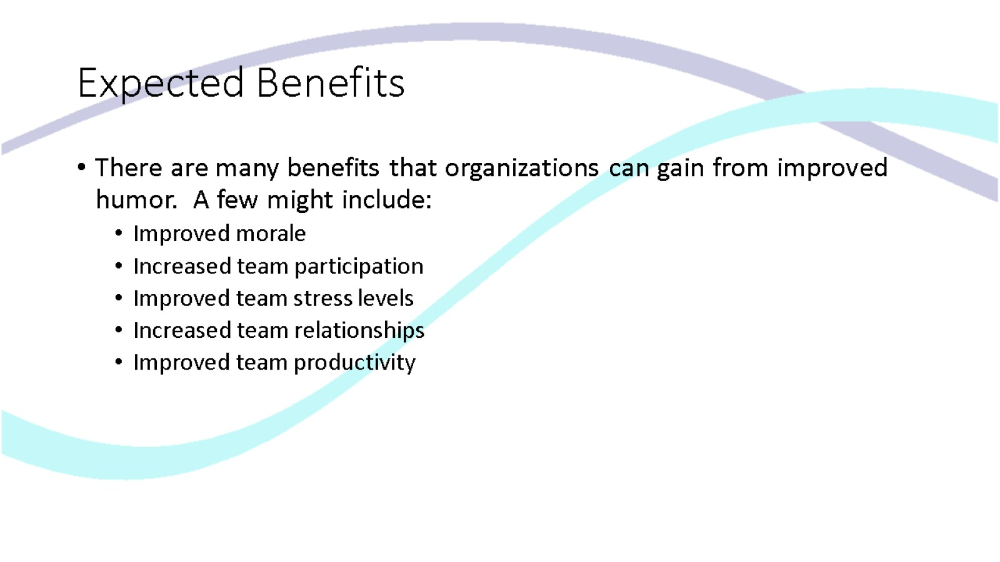 Expected Benefits
• There are many benefits that organizations can gain from improved
humor.  A few might include:
• Improved morale
• Increased team participation
• Improved team stress levels
• Increased team relationships
• Improved team productivity